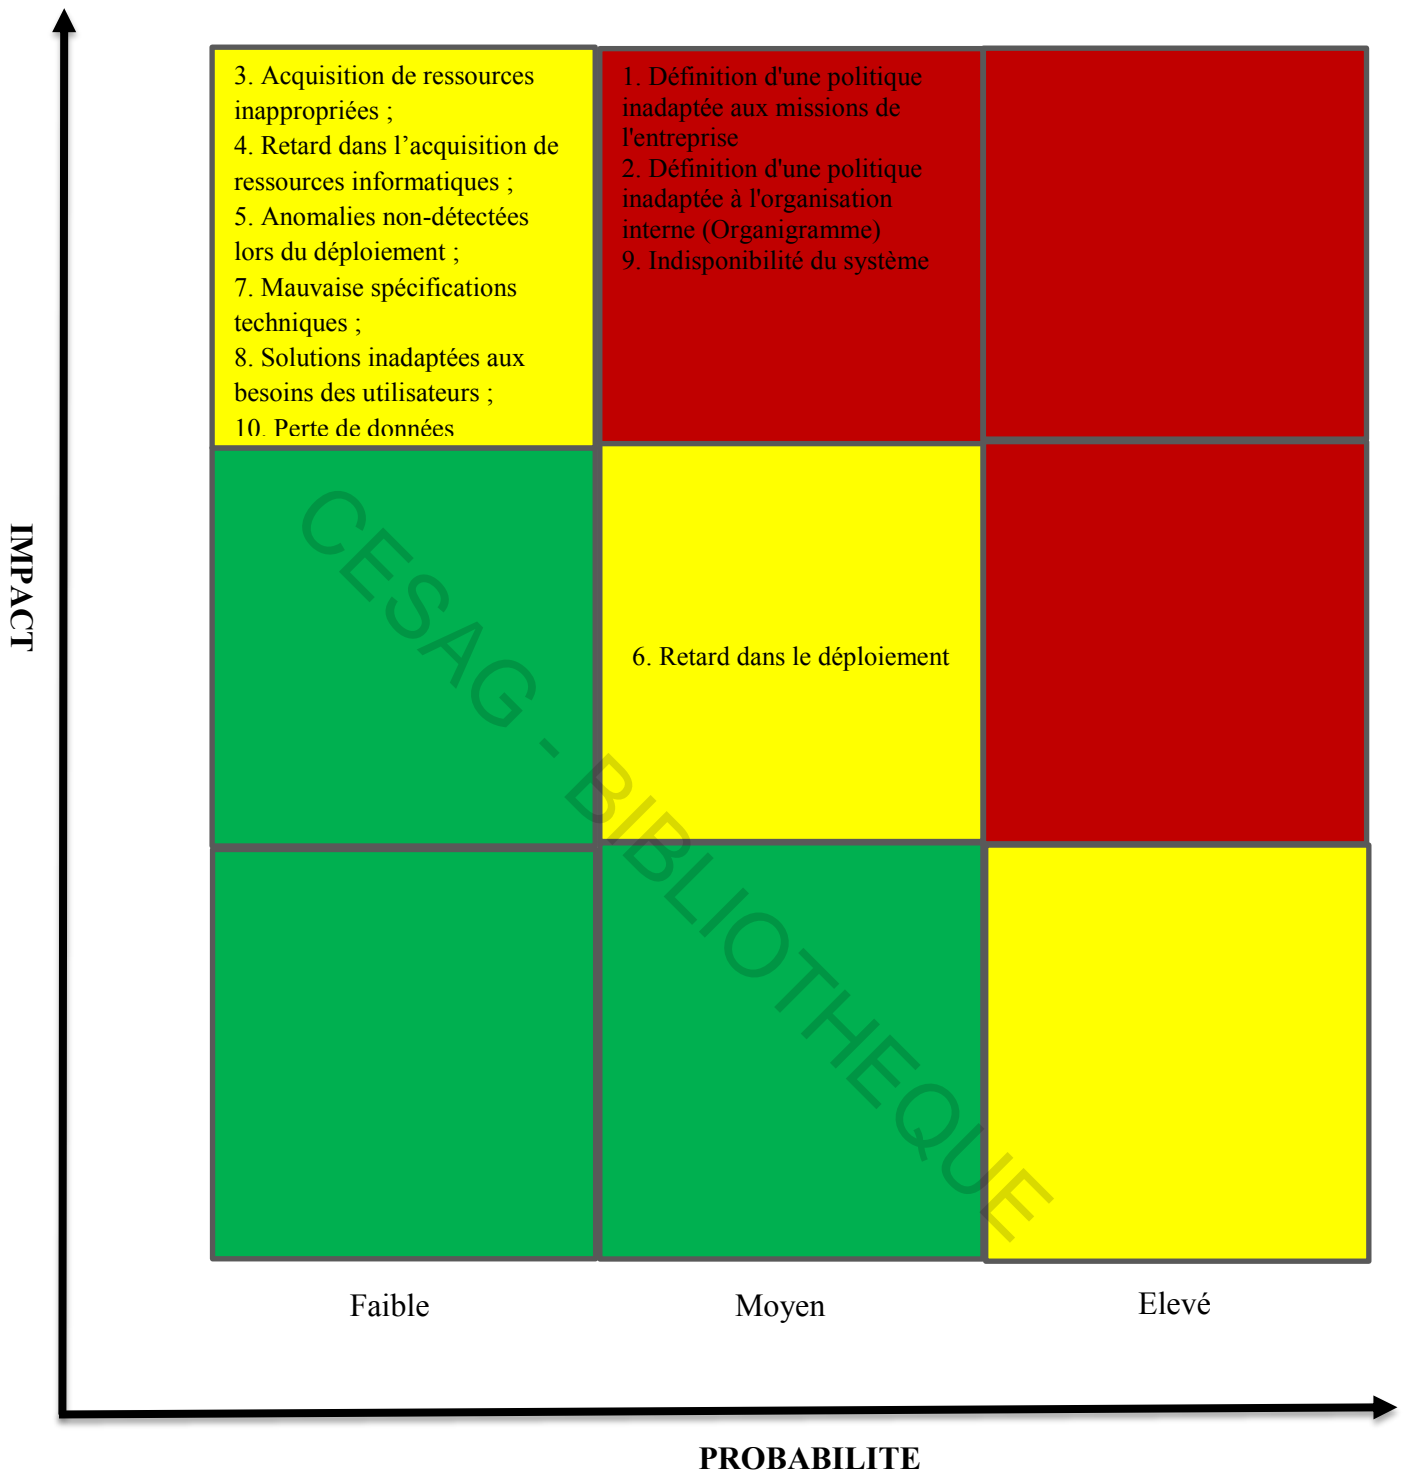 3. Acquisition de ressources
inappropriées ;
4. Retard dans l’acquisition de
ressources informatiques ;
5. Anomalies non-détectées
lors du déploiement ;
7. Mauvaise spécifications
techniques ;
8. Solutions inadaptées aux
besoins des utilisateurs ;
10. Perte de données
1. Définition d'une politique
inadaptée aux missions de
l'entreprise
2. Définition d'une politique
inadaptée à l'organisation
interne (Organigramme)
9. Indisponibilité du système
IMPACT
6. Retard dans le déploiement
CESAG - BIBLIOTHEQUE
Faible
Moyen
Elevé
PROBABILITE